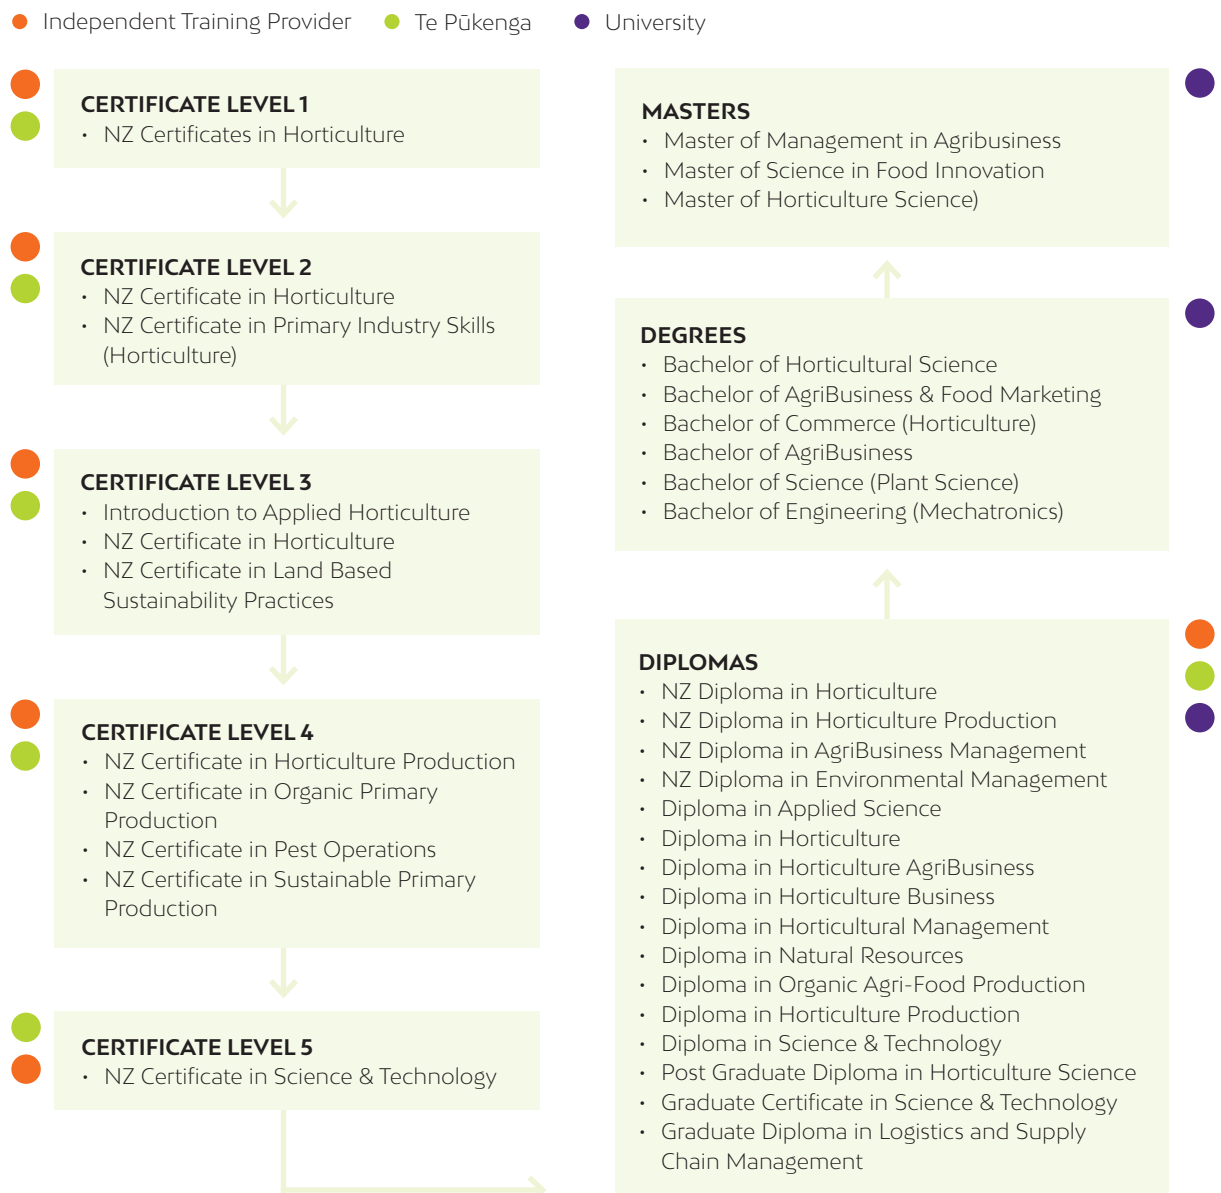 Independent Training Provider
Te Pūkenga
University
CERTIFICATE LEVEL 1
• NZ Certificates in Horticulture
CERTIFICATE LEVEL 2
• NZ Certificate in Horticulture
• NZ Certificate in Primary Industry Skills
(Horticulture)
CERTIFICATE LEVEL 3
• Introduction to Applied Horticulture
• NZ Certificate in Horticulture
• NZ Certificate in Land Based
Sustainability Practices
CERTIFICATE LEVEL 4
• NZ Certificate in Horticulture Production
• NZ Certificate in Organic Primary
Production
• NZ Certificate in Pest Operations
• NZ Certificate in Sustainable Primary
Production
CERTIFICATE LEVEL 5
• NZ Certificate in Science & Technology
MASTERS
• Master of Management in Agribusiness
• Master of Science in Food Innovation
• Master of Horticulture Science)
DEGREES
• Bachelor of Horticultural Science
• Bachelor of AgriBusiness & Food Marketing
• Bachelor of Commerce (Horticulture)
• Bachelor of AgriBusiness
• Bachelor of Science (Plant Science)
• Bachelor of Engineering (Mechatronics)
DIPLOMAS
• NZ Diploma in Horticulture
• NZ Diploma in Horticulture Production
• NZ Diploma in AgriBusiness Management
• NZ Diploma in Environmental Management
• Diploma in Applied Science
• Diploma in Horticulture
• Diploma in Horticulture AgriBusiness
• Diploma in Horticulture Business
• Diploma in Horticultural Management
• Diploma in Natural Resources
• Diploma in Organic Agri-Food Production
• Diploma in Horticulture Production
• Diploma in Science & Technology
• Post Graduate Diploma in Horticulture Science
• Graduate Certificate in Science & Technology
• Graduate Diploma in Logistics and Supply
Chain Management